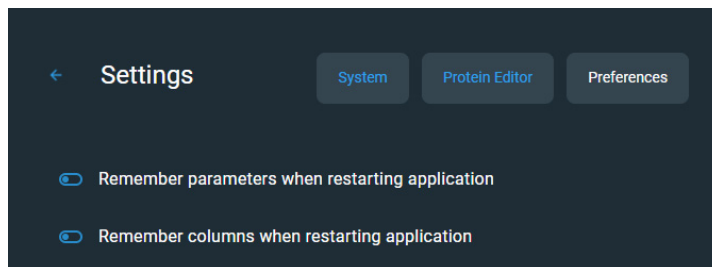 Settings System Protein Editor Preferences
Remember parameters when restarting application
Remember columns when restarting application